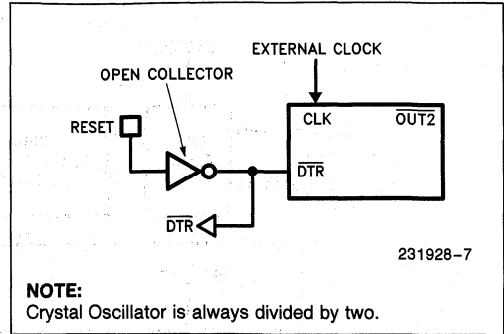 EXTERNAL CLOCK
OPEN COLLECTOR
CLK
OUT2
RESET
DTR
DTR
231928-7
NOTE:
Crystal Oscillator is always divided by two.